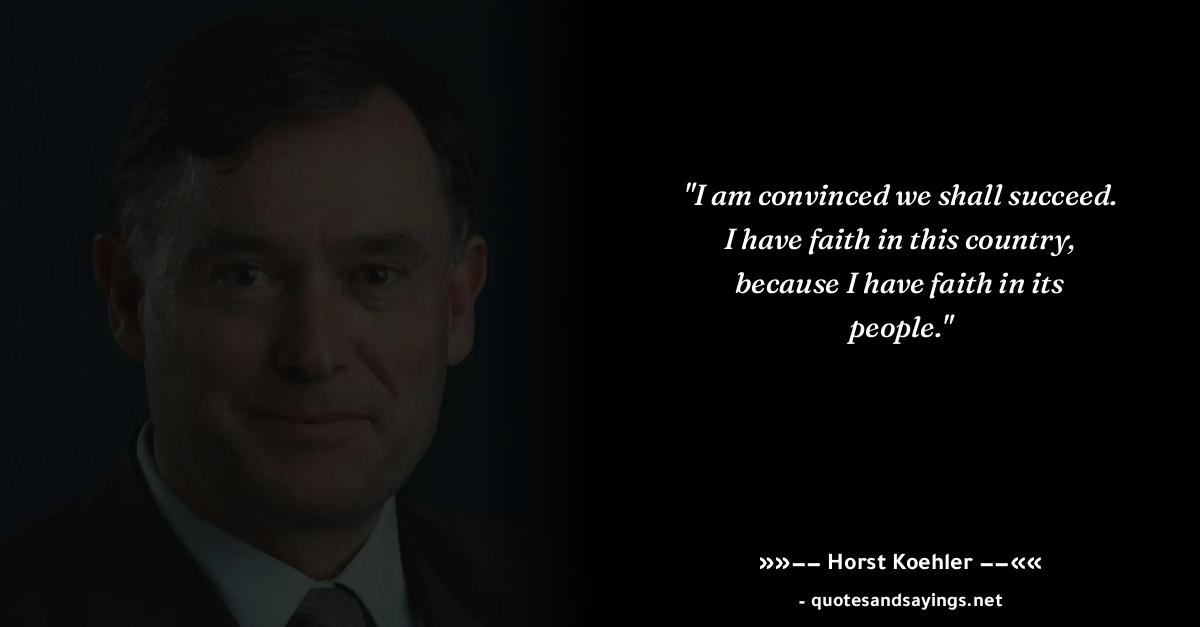 "I am convinced we shall succeed.
I have faith in this country,
because I have faith in its
people."
»»−− Horst Koehler −−««
- quotesandsayings.net